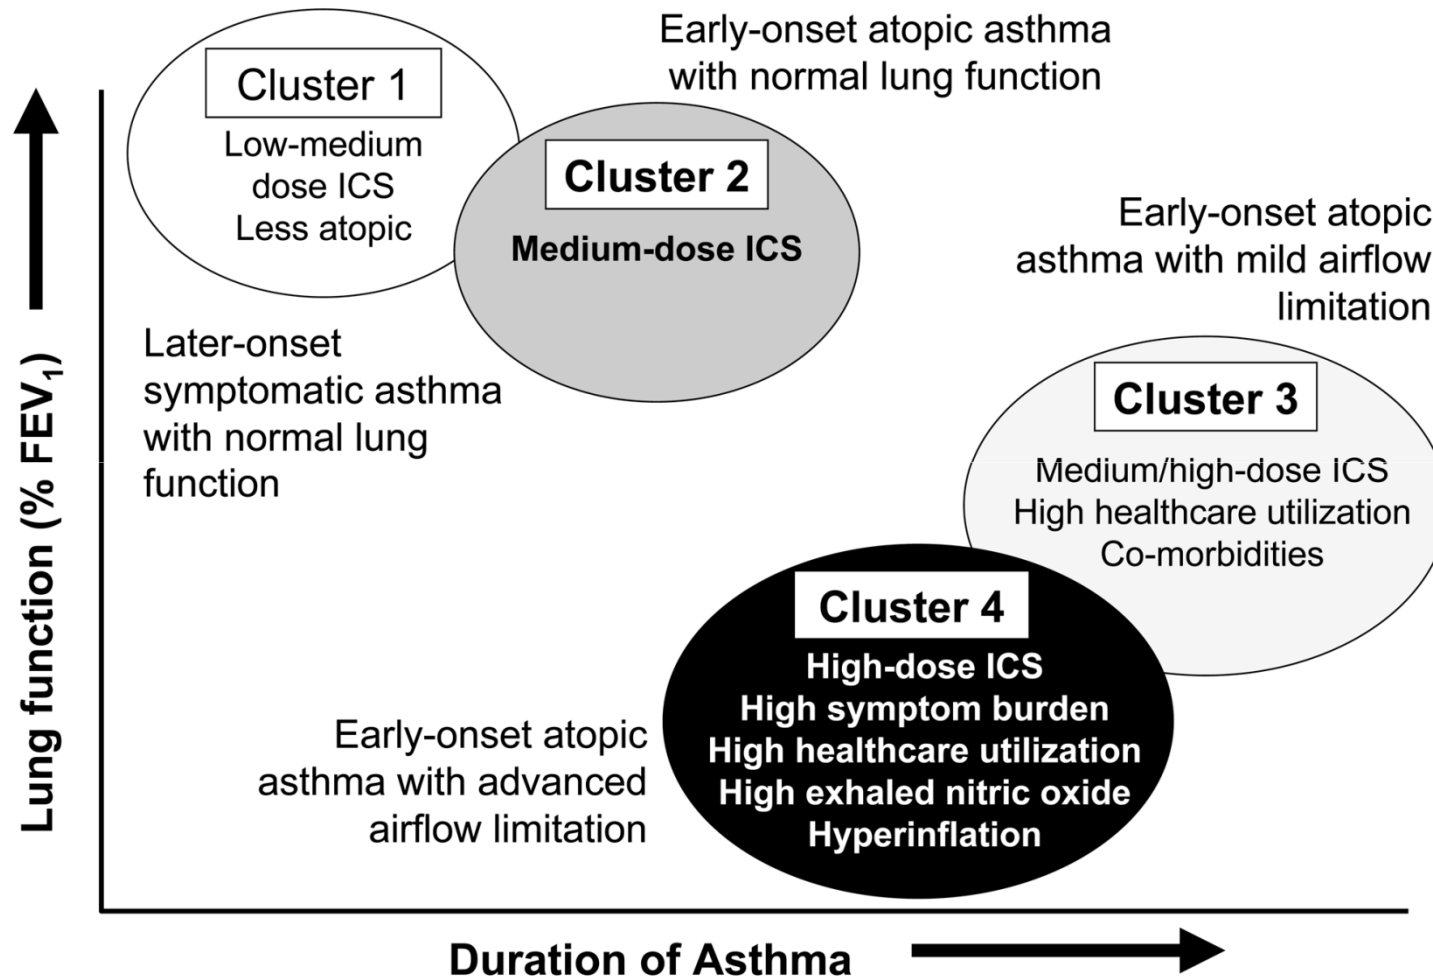 Early-onset atopic asthma
with normal lung function
Cluster 1
Low-medium
dose ICS
Less atopic
Cluster 2
Medium-dose ICS
Early-onset atopic
asthma with mild airflow
limitation
Later-onset
symptomatic asthma
with normal lung
function
Cluster 3
Medium/high-dose ICS
High healthcare utilization
Co-morbidities
Cluster 4
High-dose ICS
High symptom burden
High healthcare utilization
High exhaled nitric oxide
Hyperinflation
Early-onset atopic
asthma with advanced
airflow limitation
Lung function (% FEV₁)
Duration of Asthma